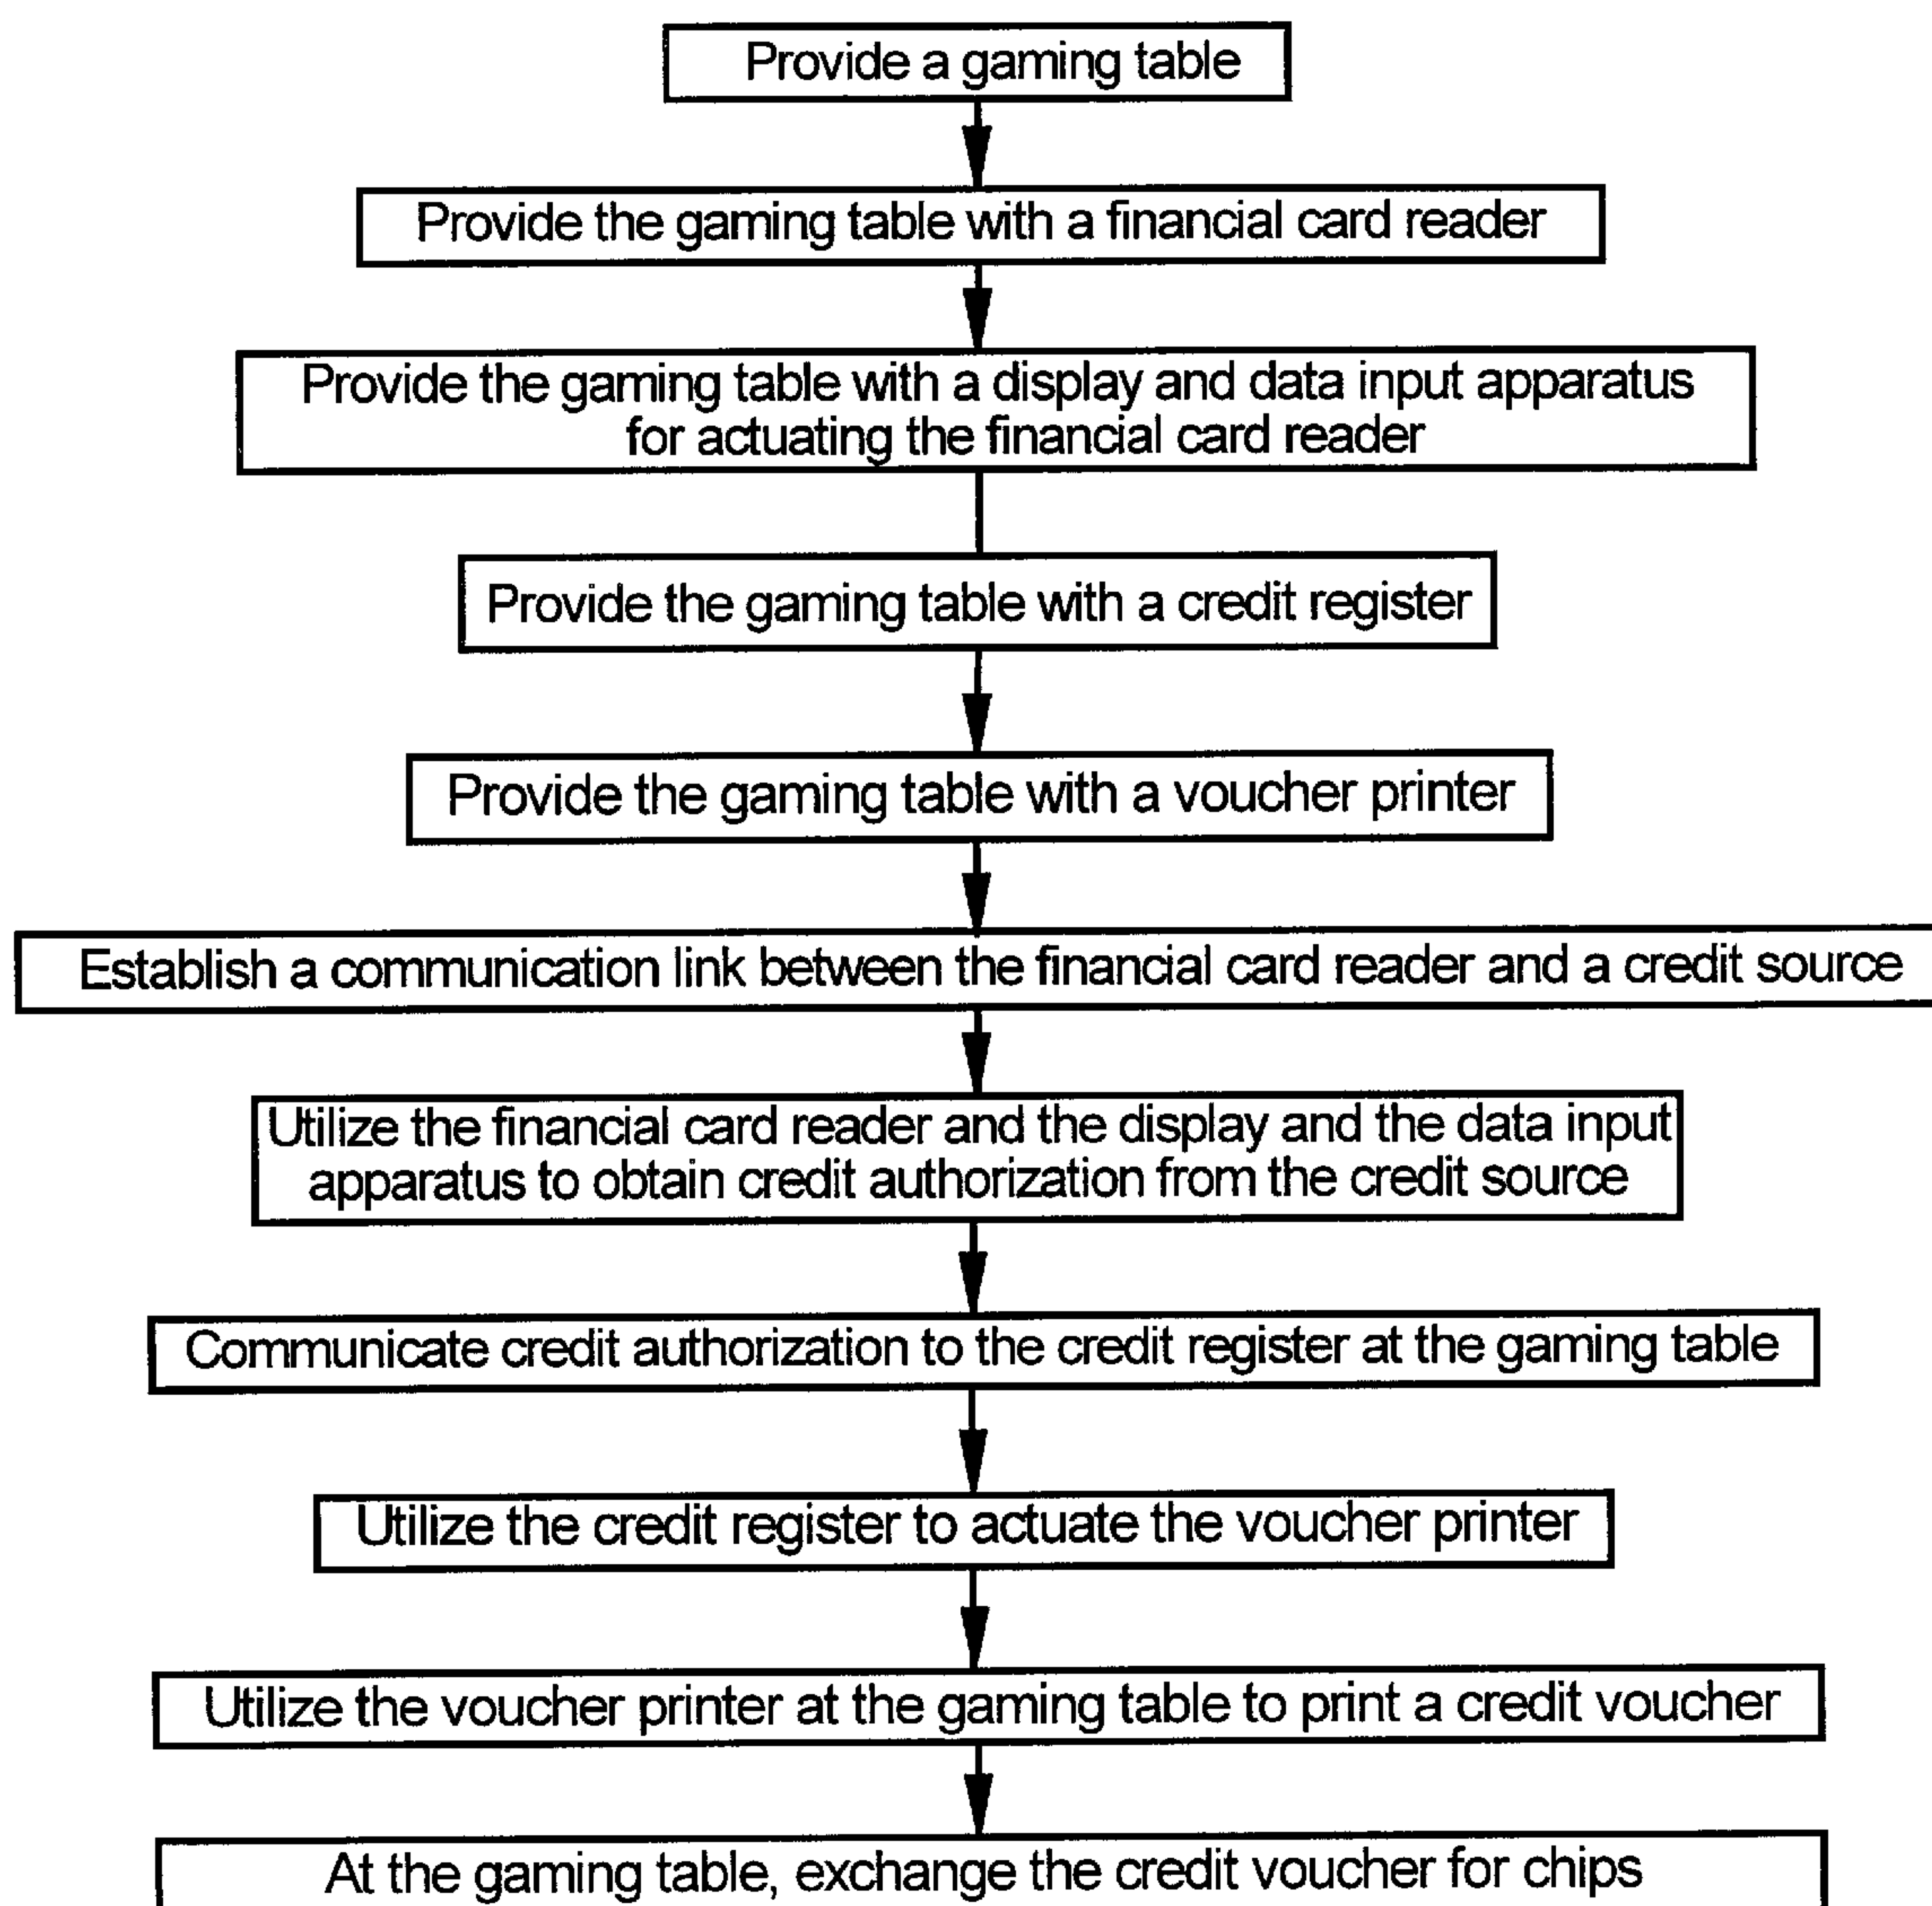 Provide a gaming table
Provide the gaming table with a financial card reader
Provide the gaming table with a display and data input apparatus
for actuating the financial card reader
Provide the gaming table with a credit register
Provide the gaming table with a voucher printer
Establish a communication link between the financial card reader and a credit source
Utilize the financial card reader and the display and the data input
apparatus to obtain credit authorization from the credit source
Communicate credit authorization to the credit register at the gaming table
Utilize the credit register to actuate the voucher printer
Utilize the voucher printer at the gaming table to print a credit voucher
At the gaming table, exchange the credit voucher for chips